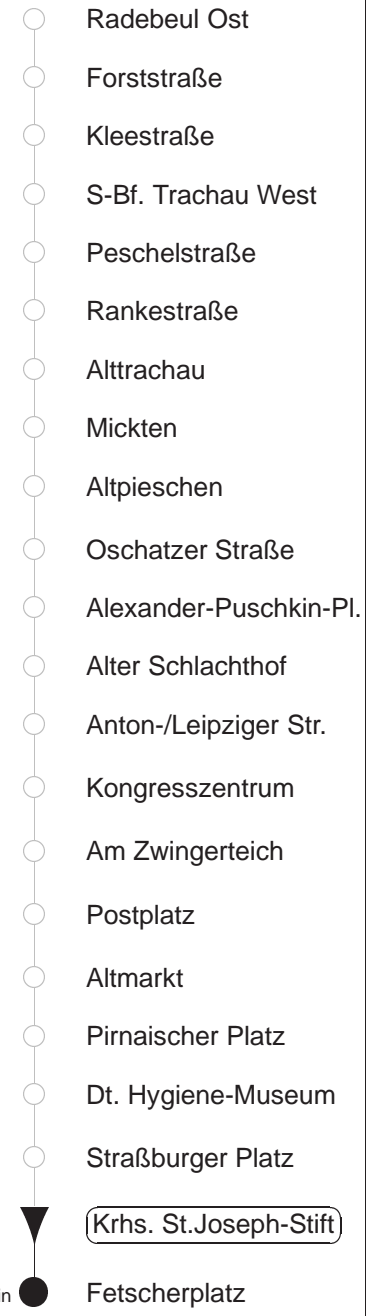 Radebeul Ost
Forststraße
Kleestraße
S-Bf. Trachau West
Peschelstraße
Rankestraße
Alttrachau
Mickten
Altpieschen
Oschatzer Straße
Alexander-Puschkin-Pl.
Alter Schlachthof
Anton-/Leipziger Str.
Kongresszentrum
Am Zwingerteich
Postplatz
Altmarkt
Pirnaischer Platz
Dt. Hygiene-Museum
Straßburger Platz
Krhs. St.Joseph-Stift
Fetscherplatz